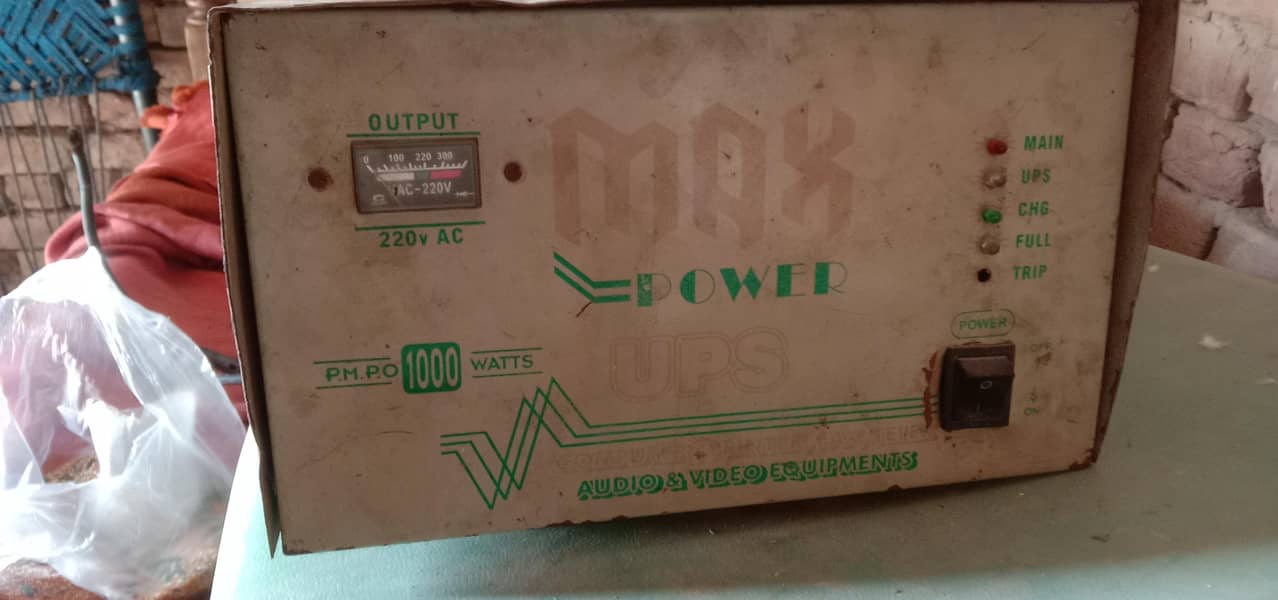 OUTPUT
0 100 220 300
AC-220V
220v AC
MAX
POWER
UPS
P.M.P.O 1000 WATTS
AUDIO & VIDEO EQUIPMENTS
MAIN
UPS
CHG
FULL
TRIP
POWER
ON